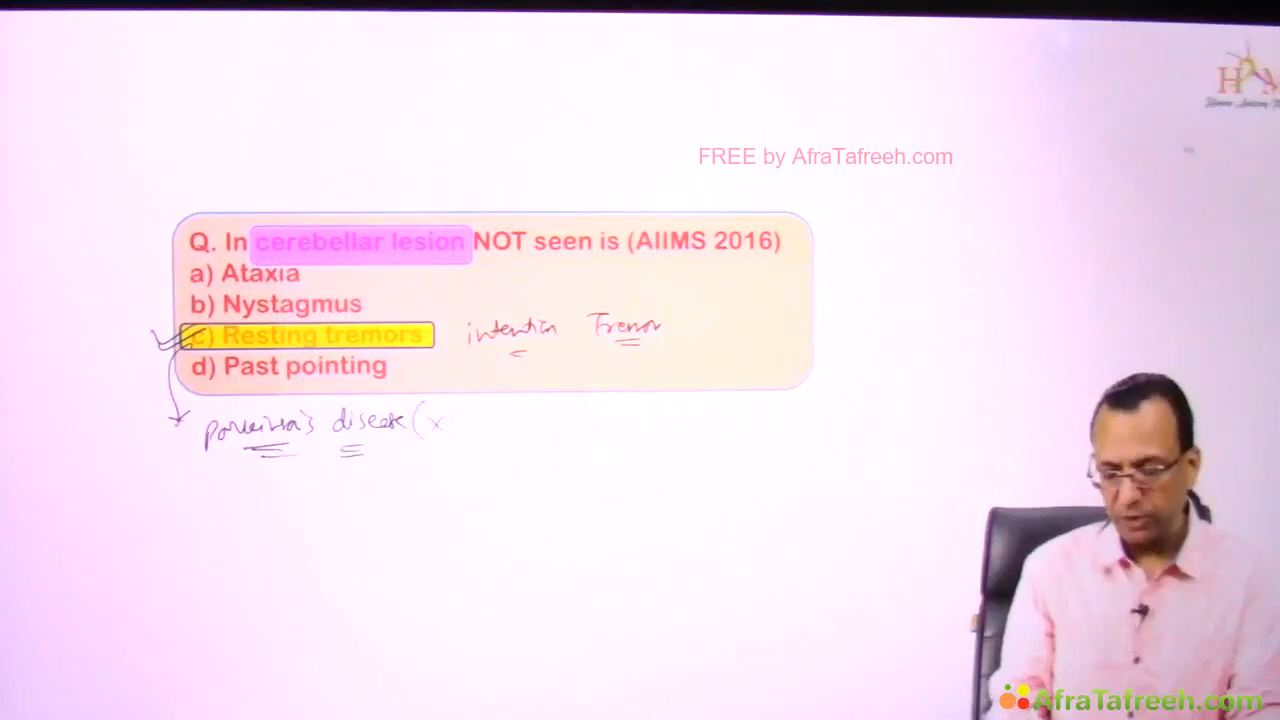 H M
FREE by AfraTafreeh.com
Q. In cerebellar lesion NOT seen is (AIIMS 2016)
a) Ataxia
b) Nystagmus
c) Resting tremors intention Tremor
d) Past pointing
disease (x
AfraTafreeh.com